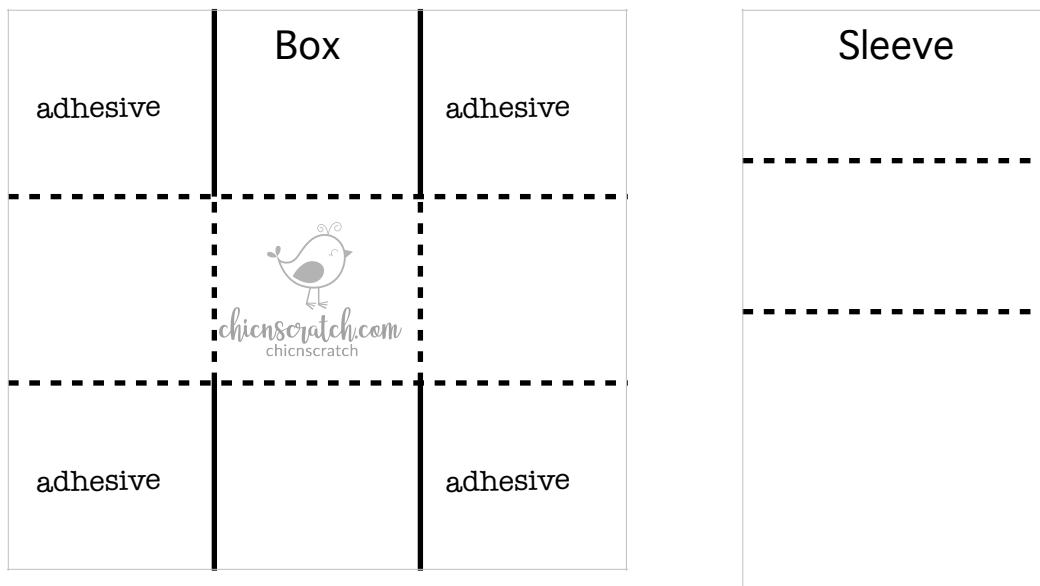 Box
Sleeve
adhesive
adhesive
chicnscratch.com
chicnscratch
adhesive
adhesive